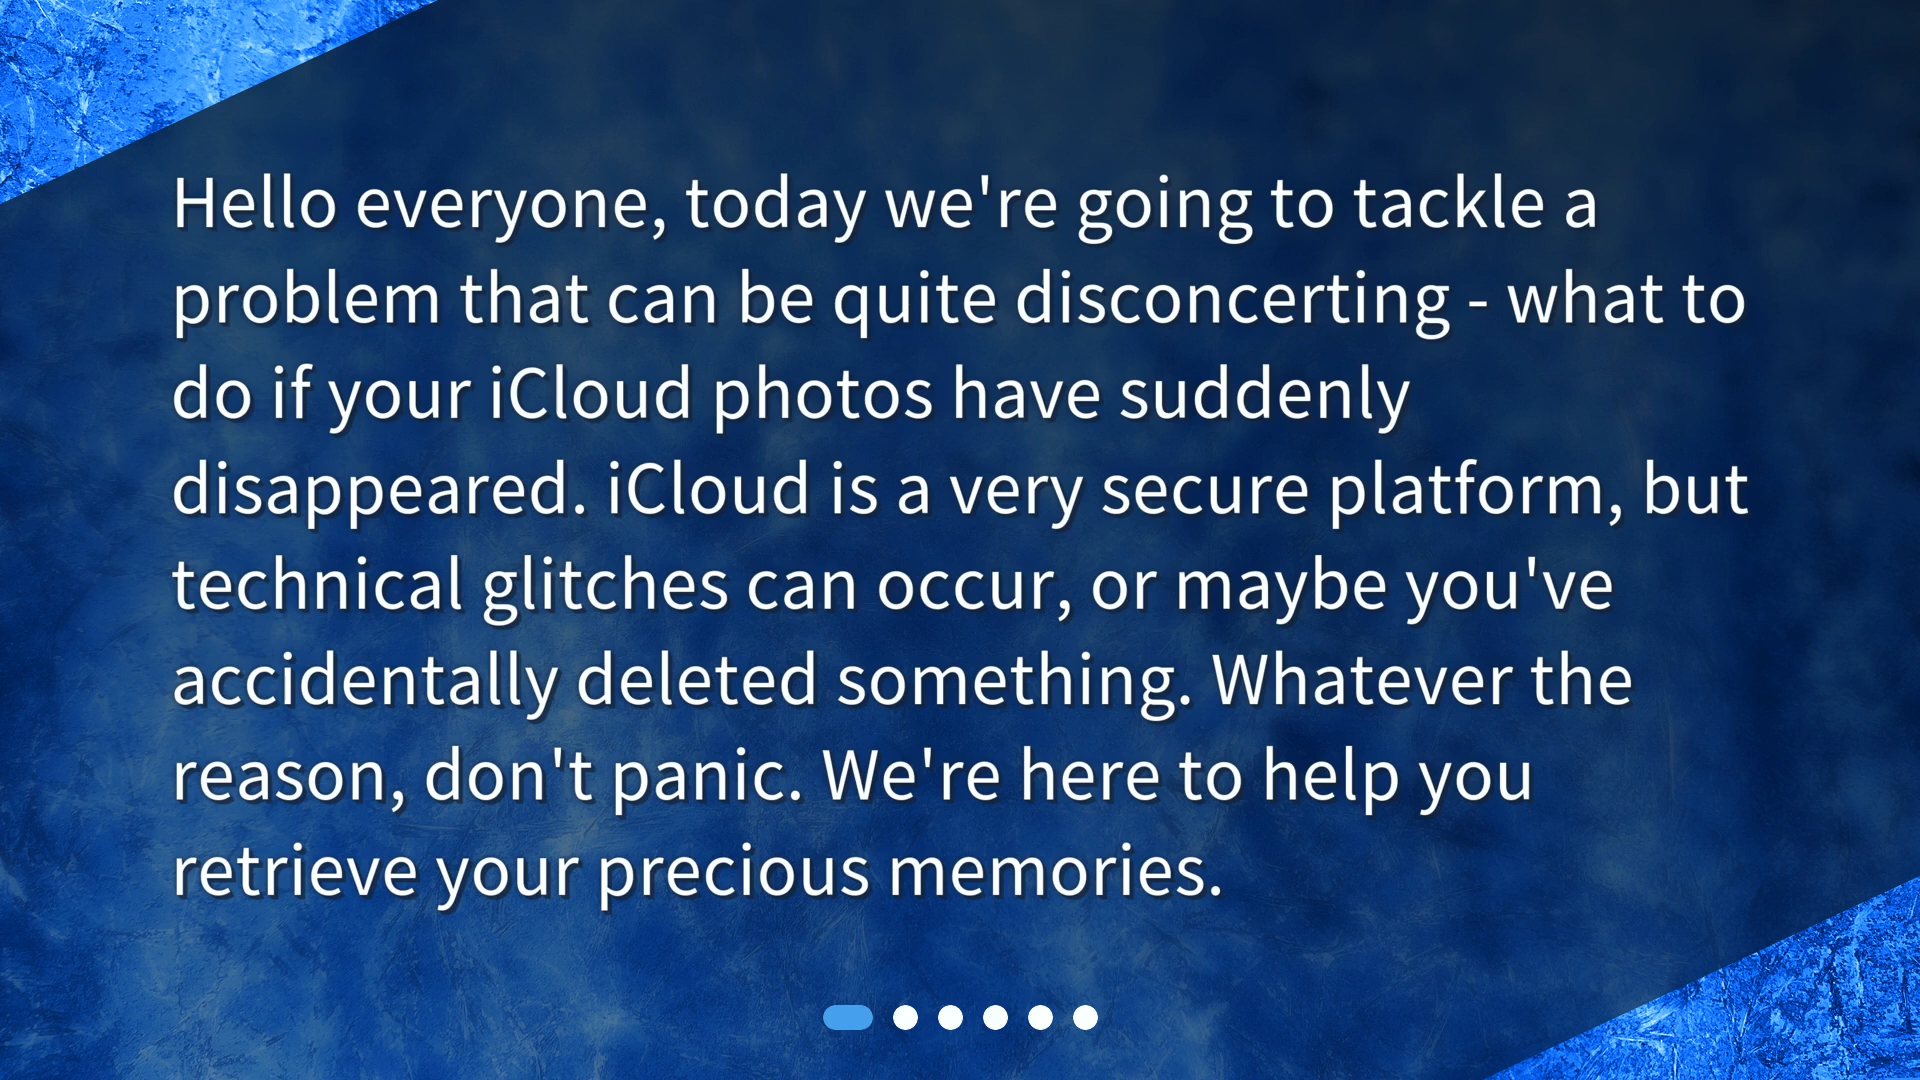 Hello everyone, today we're going to tackle a
problem that can be quite disconcerting - what to
do if your iCloud photos have suddenly
disappeared. iCloud is a very secure platform, but
technical glitches can occur, or maybe you've
accidentally deleted something. Whatever the
reason, don't panic. We're here to help you
retrieve your precious memories.